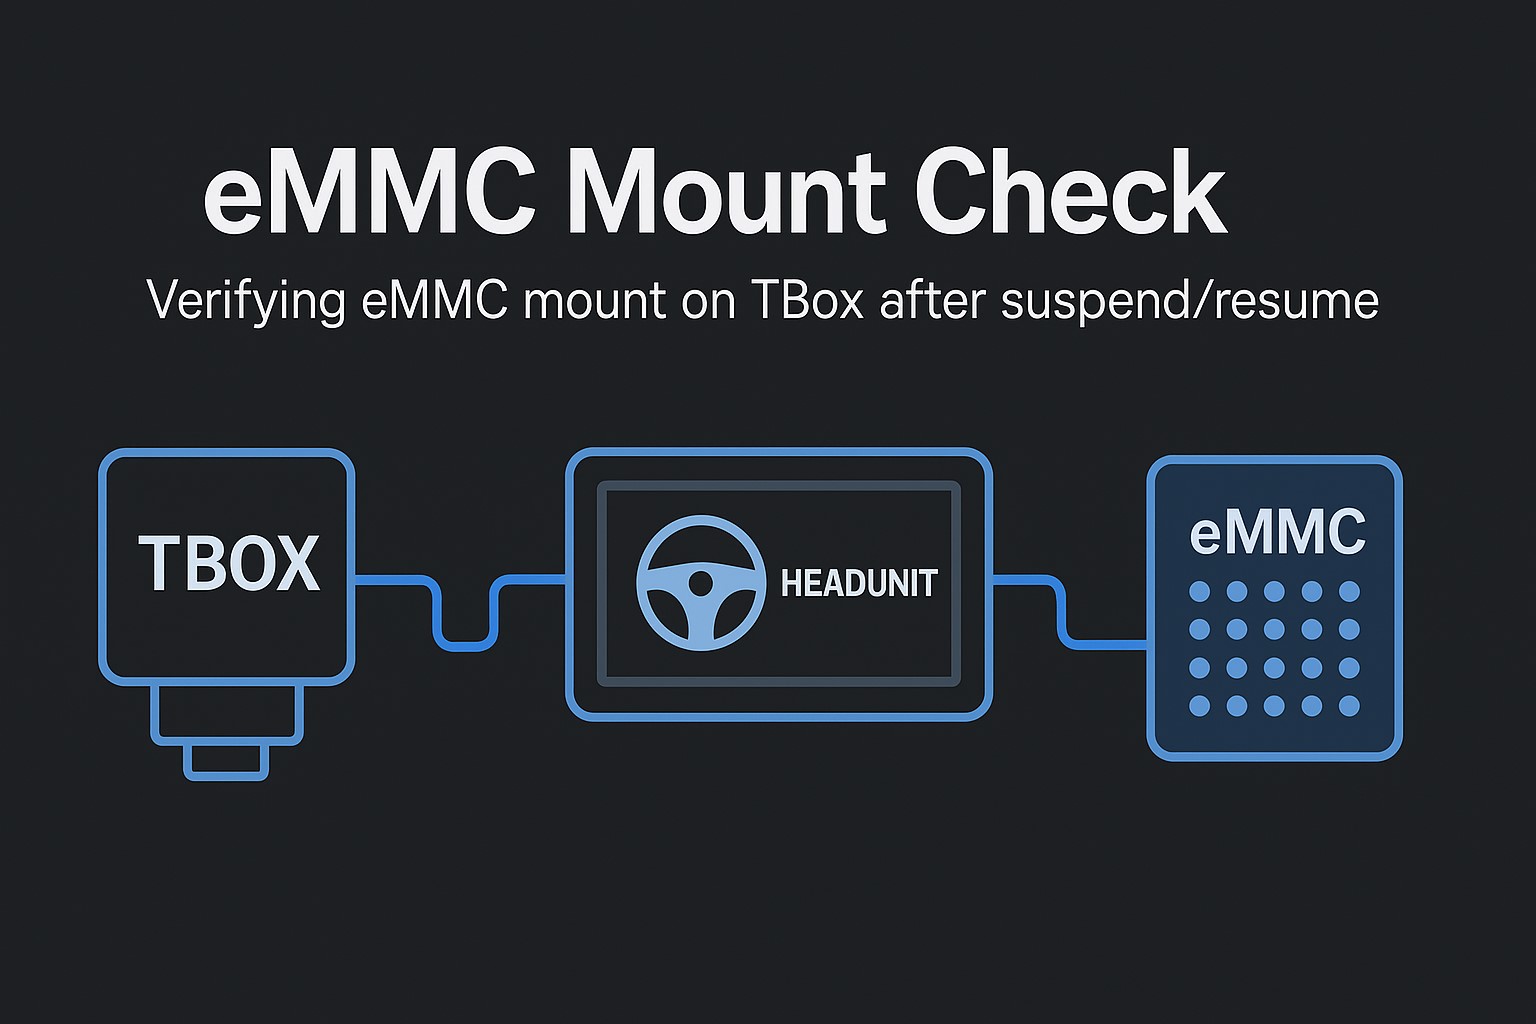 eMMC Mount Check
Verifying eMMC mount on TBox after suspend/resume
TBOX
HEADUNIT
eMMC